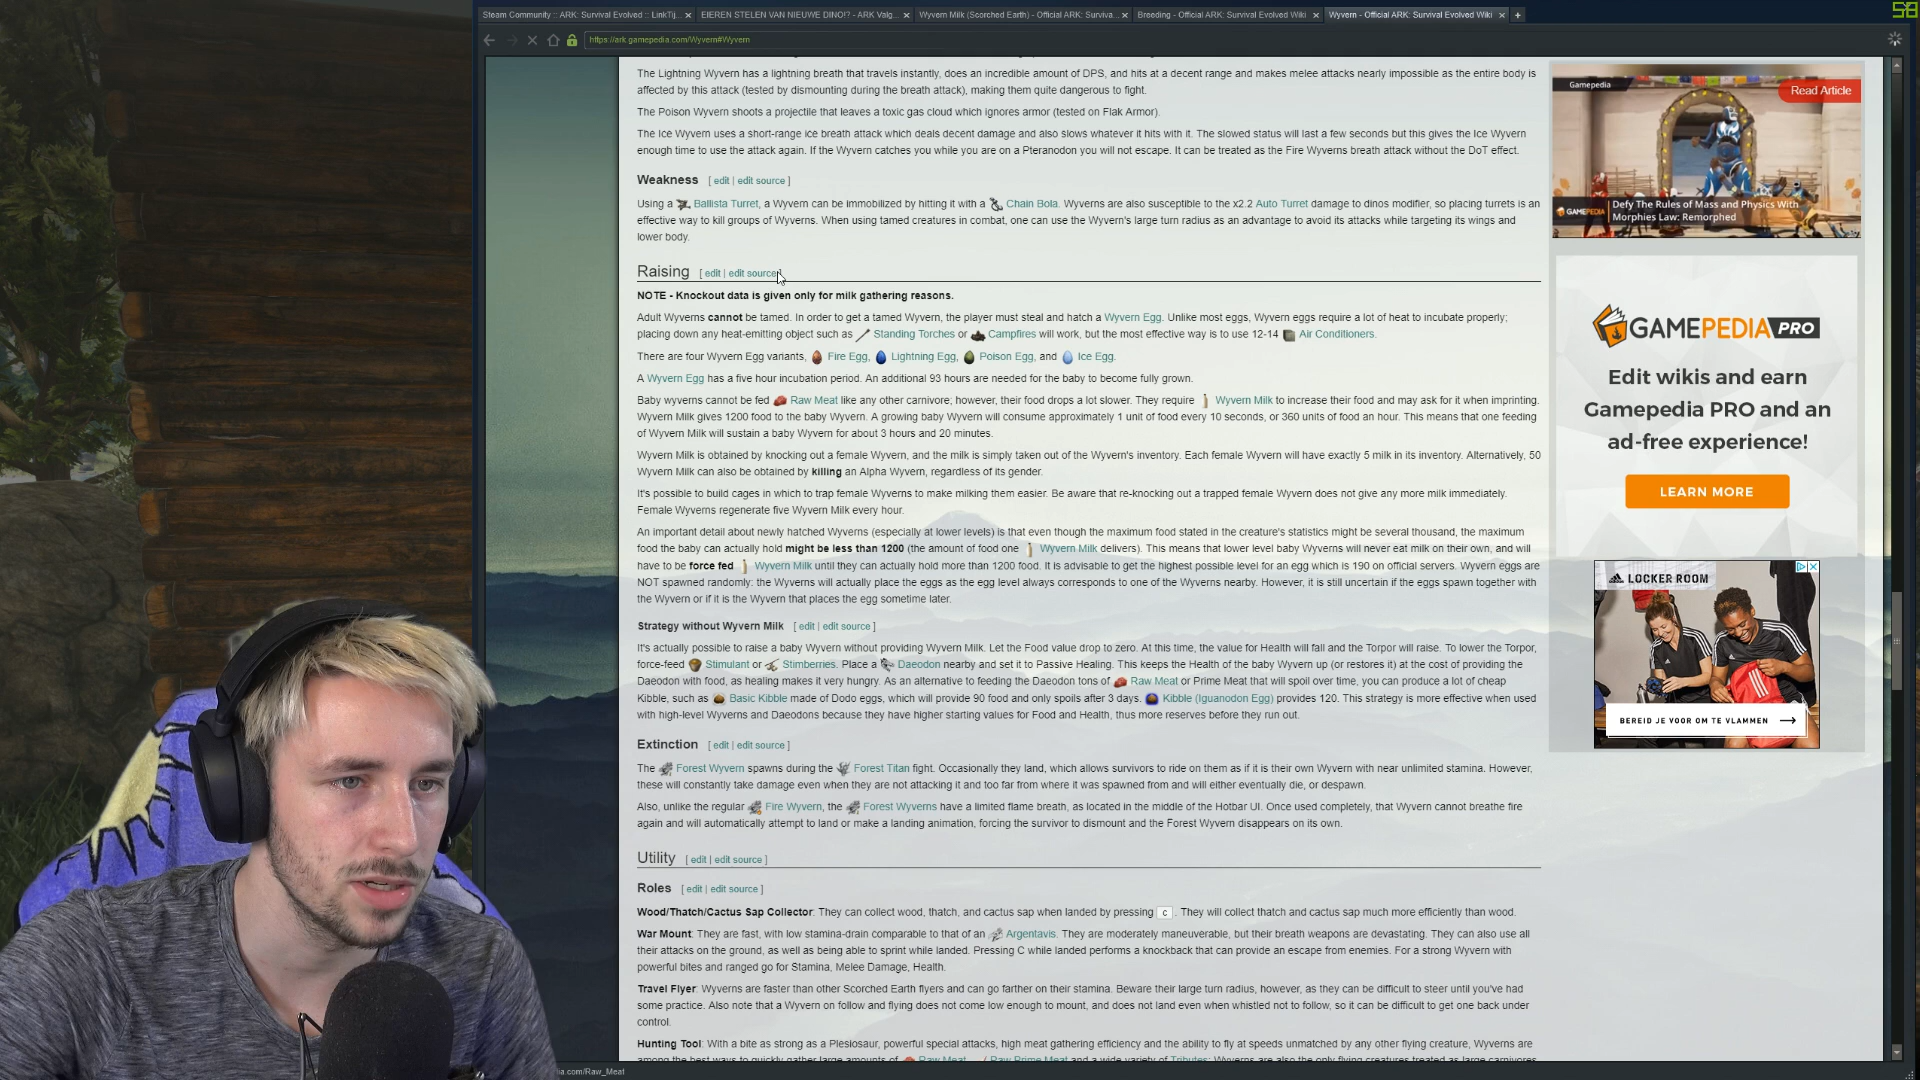 Steam Community :: ARK: Survival Evolved :: LinkTij...
EIEREN STELEN VAN NIEUWE DINO!? - ARK Valg...
Wyvern Milk (Scorched Earth) - Official ARK: Surviva...
Breeding - Official ARK: Survival Evolved Wiki
Wyvern - Official ARK: Survival Evolved Wiki
58
https://ark.gamepedia.com/Wyvern#Wyvern
The Lightning Wyvern has a lightning breath that travels instantly, does an incredible amount of DPS, and hits at a decent range and makes melee attacks nearly impossible as the entire body is
affected by this attack (tested by dismounting during the breath attack), making them quite dangerous to fight.
The Poison Wyvern shoots a projectile that leaves a toxic gas cloud which ignores armor (tested on Flak Armor).
The Ice Wyvern uses a short-range ice breath attack which deals decent damage and also slows whatever it hits with it. The slowed status will last a few seconds but this gives the Ice Wyvern
enough time to use the attack again. If the Wyvern catches you while you are on a Pteranodon you will not escape. It can be treated as the Fire Wyverns breath attack without the DoT effect.
Weakness [ edit | edit source ]
Using a Ballista Turret, a Wyvern can be immobilized by hitting it with a Chain Bola. Wyverns are also susceptible to the x2.2 Auto Turret damage to dinos modifier, so placing turrets is an
effective way to kill groups of Wyverns. When using tamed creatures in combat, one can use the Wyvern's large turn radius as an advantage to avoid its attacks while targeting its wings and
lower body.
Raising [ edit | edit source ]
NOTE - Knockout data is given only for milk gathering reasons.
Adult Wyverns cannot be tamed. In order to get a tamed Wyvern, the player must steal and hatch a Wyvern Egg. Unlike most eggs, Wyvern eggs require a lot of heat to incubate properly;
placing down any heat-emitting object such as Standing Torches or Campfires will work, but the most effective way is to use 12-14 Air Conditioners.
There are four Wyvern Egg variants, Fire Egg, Lightning Egg, Poison Egg, and Ice Egg.
A Wyvern Egg has a five hour incubation period. An additional 93 hours are needed for the baby to become fully grown.
Baby wyverns cannot be fed Raw Meat like any other carnivore; however, their food drops a lot slower. They require Wyvern Milk to increase their food and may ask for it when imprinting.
Wyvern Milk gives 1200 food to the baby Wyvern. A growing baby Wyvern will consume approximately 1 unit of food every 10 seconds, or 360 units of food an hour. This means that one feeding
of Wyvern Milk will sustain a baby Wyvern for about 3 hours and 20 minutes.
Wyvern Milk is obtained by knocking out a female Wyvern, and the milk is simply taken out of the Wyvern's inventory. Each female Wyvern will have exactly 5 milk in its inventory. Alternatively, 50
Wyvern Milk can also be obtained by killing an Alpha Wyvern, regardless of its gender.
It's possible to build cages in which to trap female Wyverns to make milking them easier. Be aware that re-knocking out a trapped female Wyvern does not give any more milk immediately.
Female Wyverns regenerate five Wyvern Milk every hour.
An important detail about newly hatched Wyverns (especially at lower levels) is that even though the maximum food stated in the creature's statistics might be several thousand, the maximum
food the baby can actually hold might be less than 1200 (the amount of food one Wyvern Milk delivers). This means that lower level baby Wyverns will never eat milk on their own, and will
have to be force fed Wyvern Milk until they can actually hold more than 1200 food. It is advisable to get the highest possible level for an egg which is 190 on official servers. Wyvern eggs are
NOT spawned randomly: the Wyverns will actually place the eggs as the egg level always corresponds to one of the Wyverns nearby. However, it is still uncertain if the eggs spawn together with
the Wyvern or if it is the Wyvern that places the egg sometime later.
Strategy without Wyvern Milk [ edit | edit source ]
It's actually possible to raise a baby Wyvern without providing Wyvern Milk. Let the Food value drop to zero. At this time, the value for Health will fall and the Torpor will raise. To lower the Torpor,
force-feed Stimulant or Stimberries. Place a Daeodon nearby and set it to Passive Healing. This keeps the Health of the baby Wyvern up (or restores it) at the cost of providing the
Daeodon with food, as healing makes it very hungry. As an alternative to feeding the Daeodon tons of Raw Meat or Prime Meat that will spoil over time, you can produce a lot of cheap
Kibble, such as Basic Kibble made of Dodo eggs, which will provide 90 food and only spoils after 3 days. Kibble (Iguanodon Egg) provides 120. This strategy is more effective when used
with high-level Wyverns and Daeodons because they have higher starting values for Food and Health, thus more reserves before they run out.
Extinction [ edit | edit source ]
The Forest Wyvern spawns during the Forest Titan fight. Occasionally they land, which allows survivors to ride on them as if it is their own Wyvern with near unlimited stamina. However,
these will constantly take damage even when they are not attacking it and too far from where it was spawned from and will either eventually die, or despawn.
Also, unlike the regular Fire Wyvern, the Forest Wyverns have a limited flame breath, as located in the middle of the Hotbar UI. Once used completely, that Wyvern cannot breathe fire
again and will automatically attempt to land or make a landing animation, forcing the survivor to dismount and the Forest Wyvern disappears on its own.
Utility [ edit | edit source ]
Roles [ edit | edit source ]
Wood/Thatch/Cactus Sap Collector: They can collect wood, thatch, and cactus sap when landed by pressing c . They will collect thatch and cactus sap much more efficiently than wood.
War Mount: They are fast, with low stamina-drain comparable to that of an Argentavis. They are moderately maneuverable, but their breath weapons are devastating. They can also use all
their attacks on the ground, as well as being able to sprint while landed. Pressing C while landed performs a knockback that can provide an escape from enemies. For a strong Wyvern with
powerful bites and ranged go for Stamina, Melee Damage, Health.
Travel Flyer: Wyverns are faster than other Scorched Earth flyers and can go farther on their stamina. Beware their large turn radius, however, as they can be difficult to steer until you've had
some practice. Also note that a Wyvern on follow and flying does not come low enough to mount, and does not land even when whistled not to follow, so it can be difficult to get one back under
control.
Hunting Tool: With a bite as strong as a Plesiosaur, powerful special attacks, high meat gathering efficiency and the ability to fly at speeds unmatched by any other flying creature, Wyverns are
among the best ways to quickly gather large amounts of Raw Meat, Raw Prime Meat and a wide variety of Tributes; Wyverns are also the only flying creatures treated as large carnivores
ia.com/Raw_Meat
Gamepedia
Read Article
GAMEPEDIA
Defy The Rules of Mass and Physics With
Morphies Law: Remorphed
GAMEPEDIA PRO
Edit wikis and earn
Gamepedia PRO and an
ad-free experience!
LEARN MORE
LOCKER ROOM
BEREID JE VOOR OM TE VLAMMEN